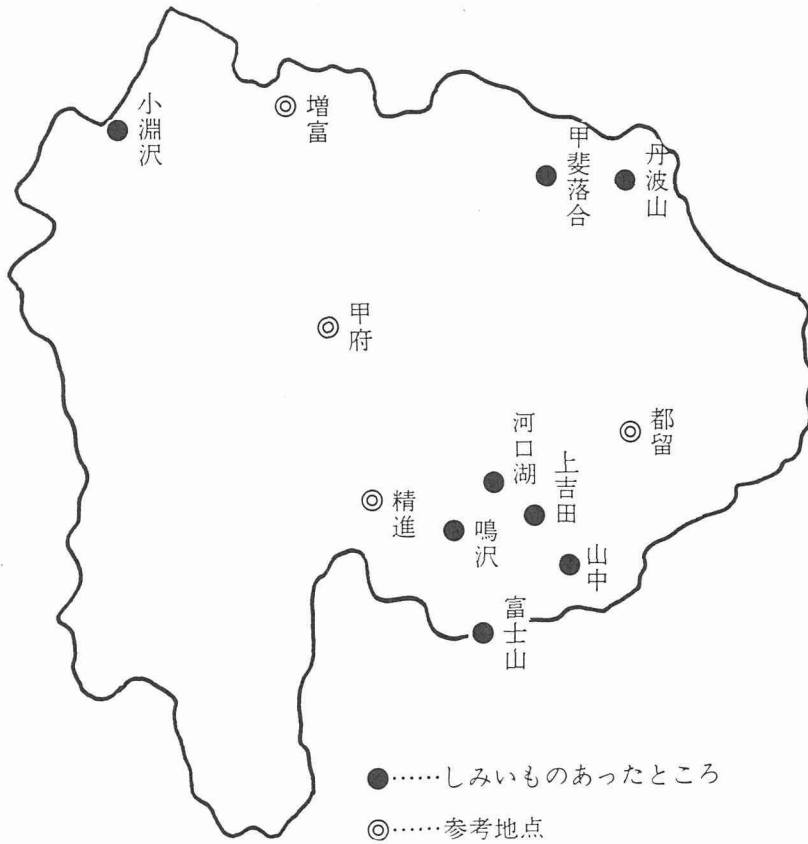 小淵沢
増富
甲斐落合
丹波山
甲府
都留
河口湖
上吉田
精進
鳴沢
山中
富士山
●……しみいものあったところ
◎……参考地点